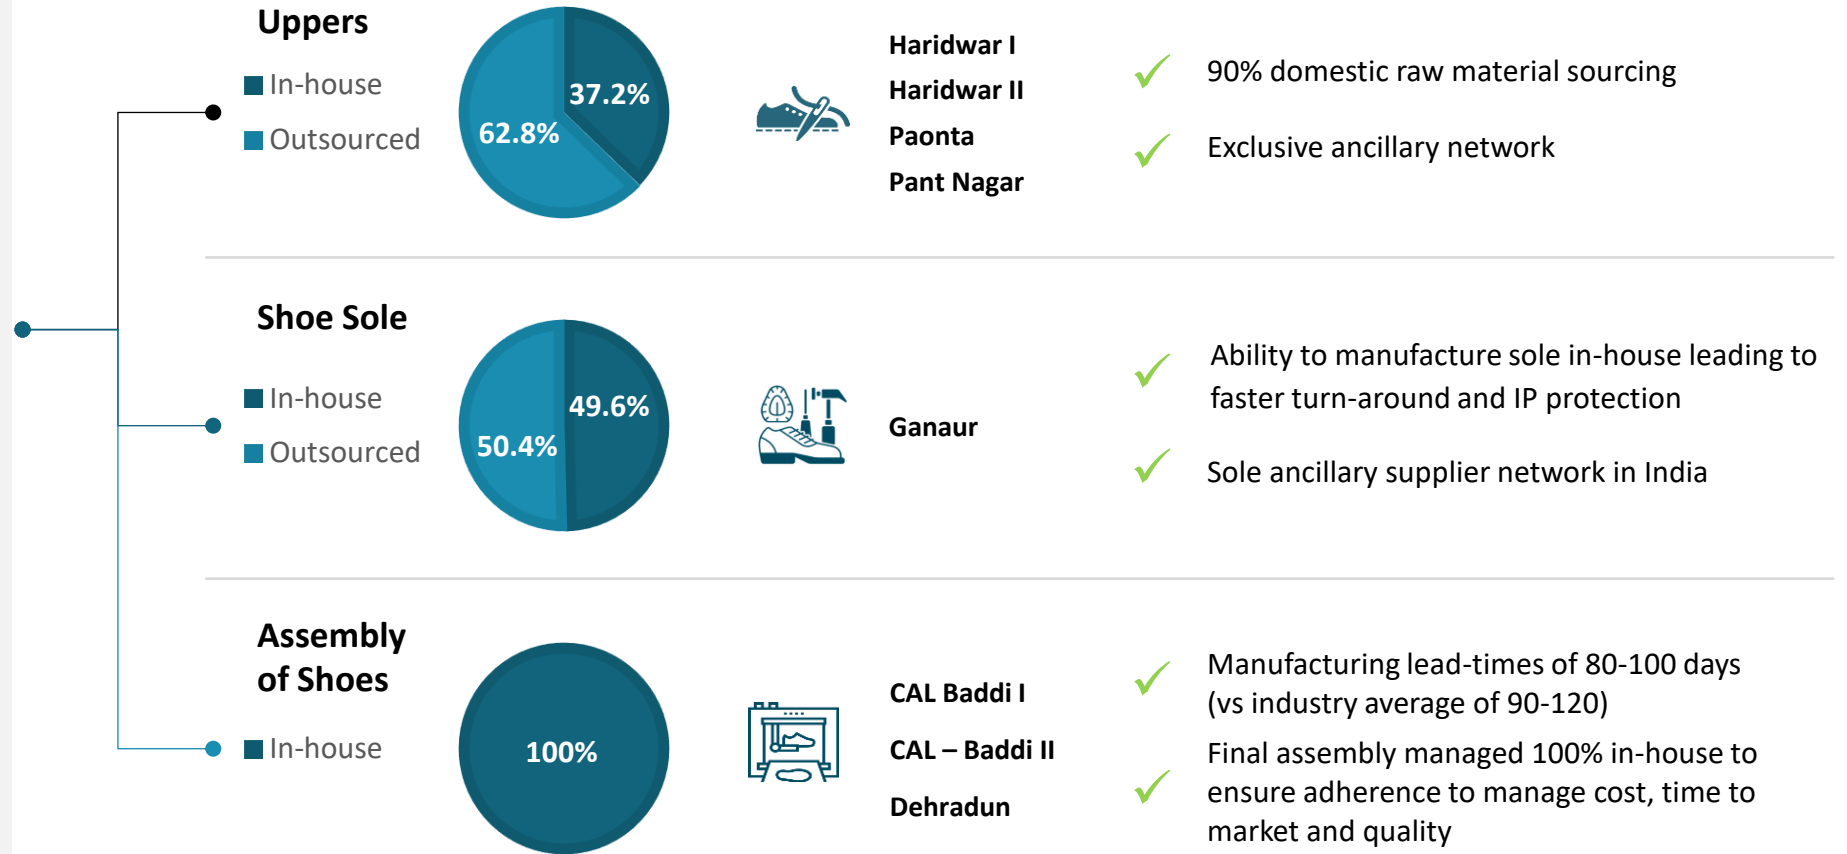 Uppers
In-house
Outsourced
37.2%
62.8%
Haridwar I
Haridwar II
Paonta
Pant Nagar
90% domestic raw material sourcing
Exclusive ancillary network
Shoe Sole
In-house
Outsourced
49.6%
50.4%
Ganaur
Ability to manufacture sole in-house leading to
faster turn-around and IP protection
Sole ancillary supplier network in India
Assembly
of Shoes
In-house
100%
CAL Baddi I
CAL – Baddi II
Dehradun
Manufacturing lead-times of 80-100 days
(vs industry average of 90-120)
Final assembly managed 100% in-house to
ensure adherence to manage cost, time to
market and quality